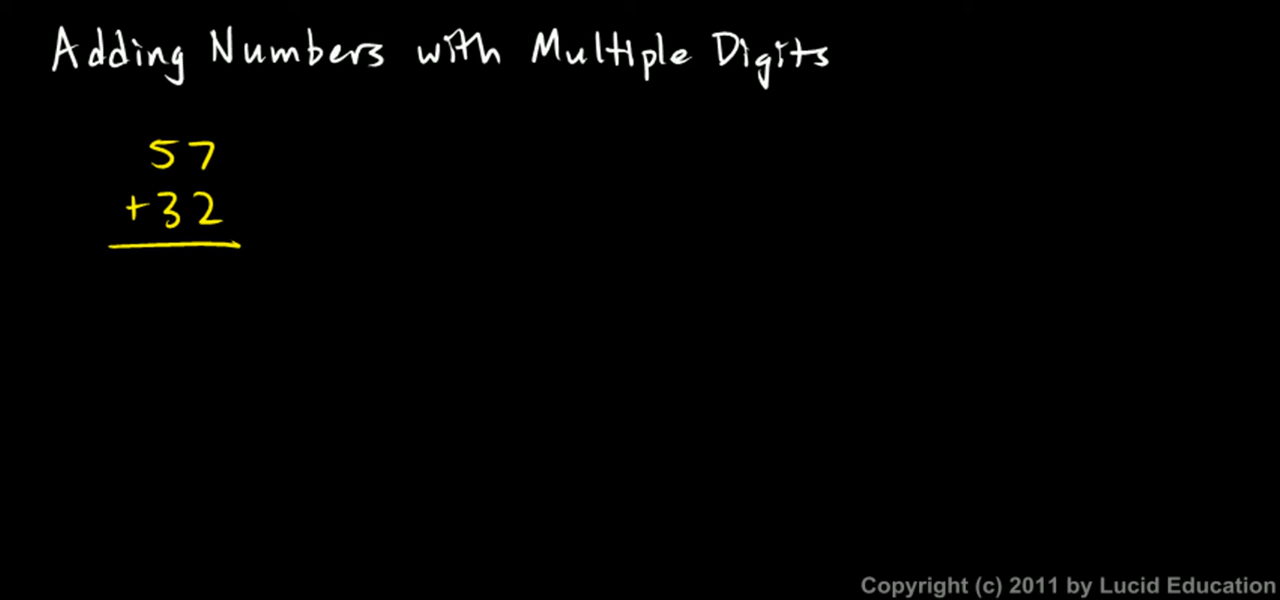 Adding Numbers with Multiple Digits
57
+32
Copyright (c) 2011 by Lucid Education